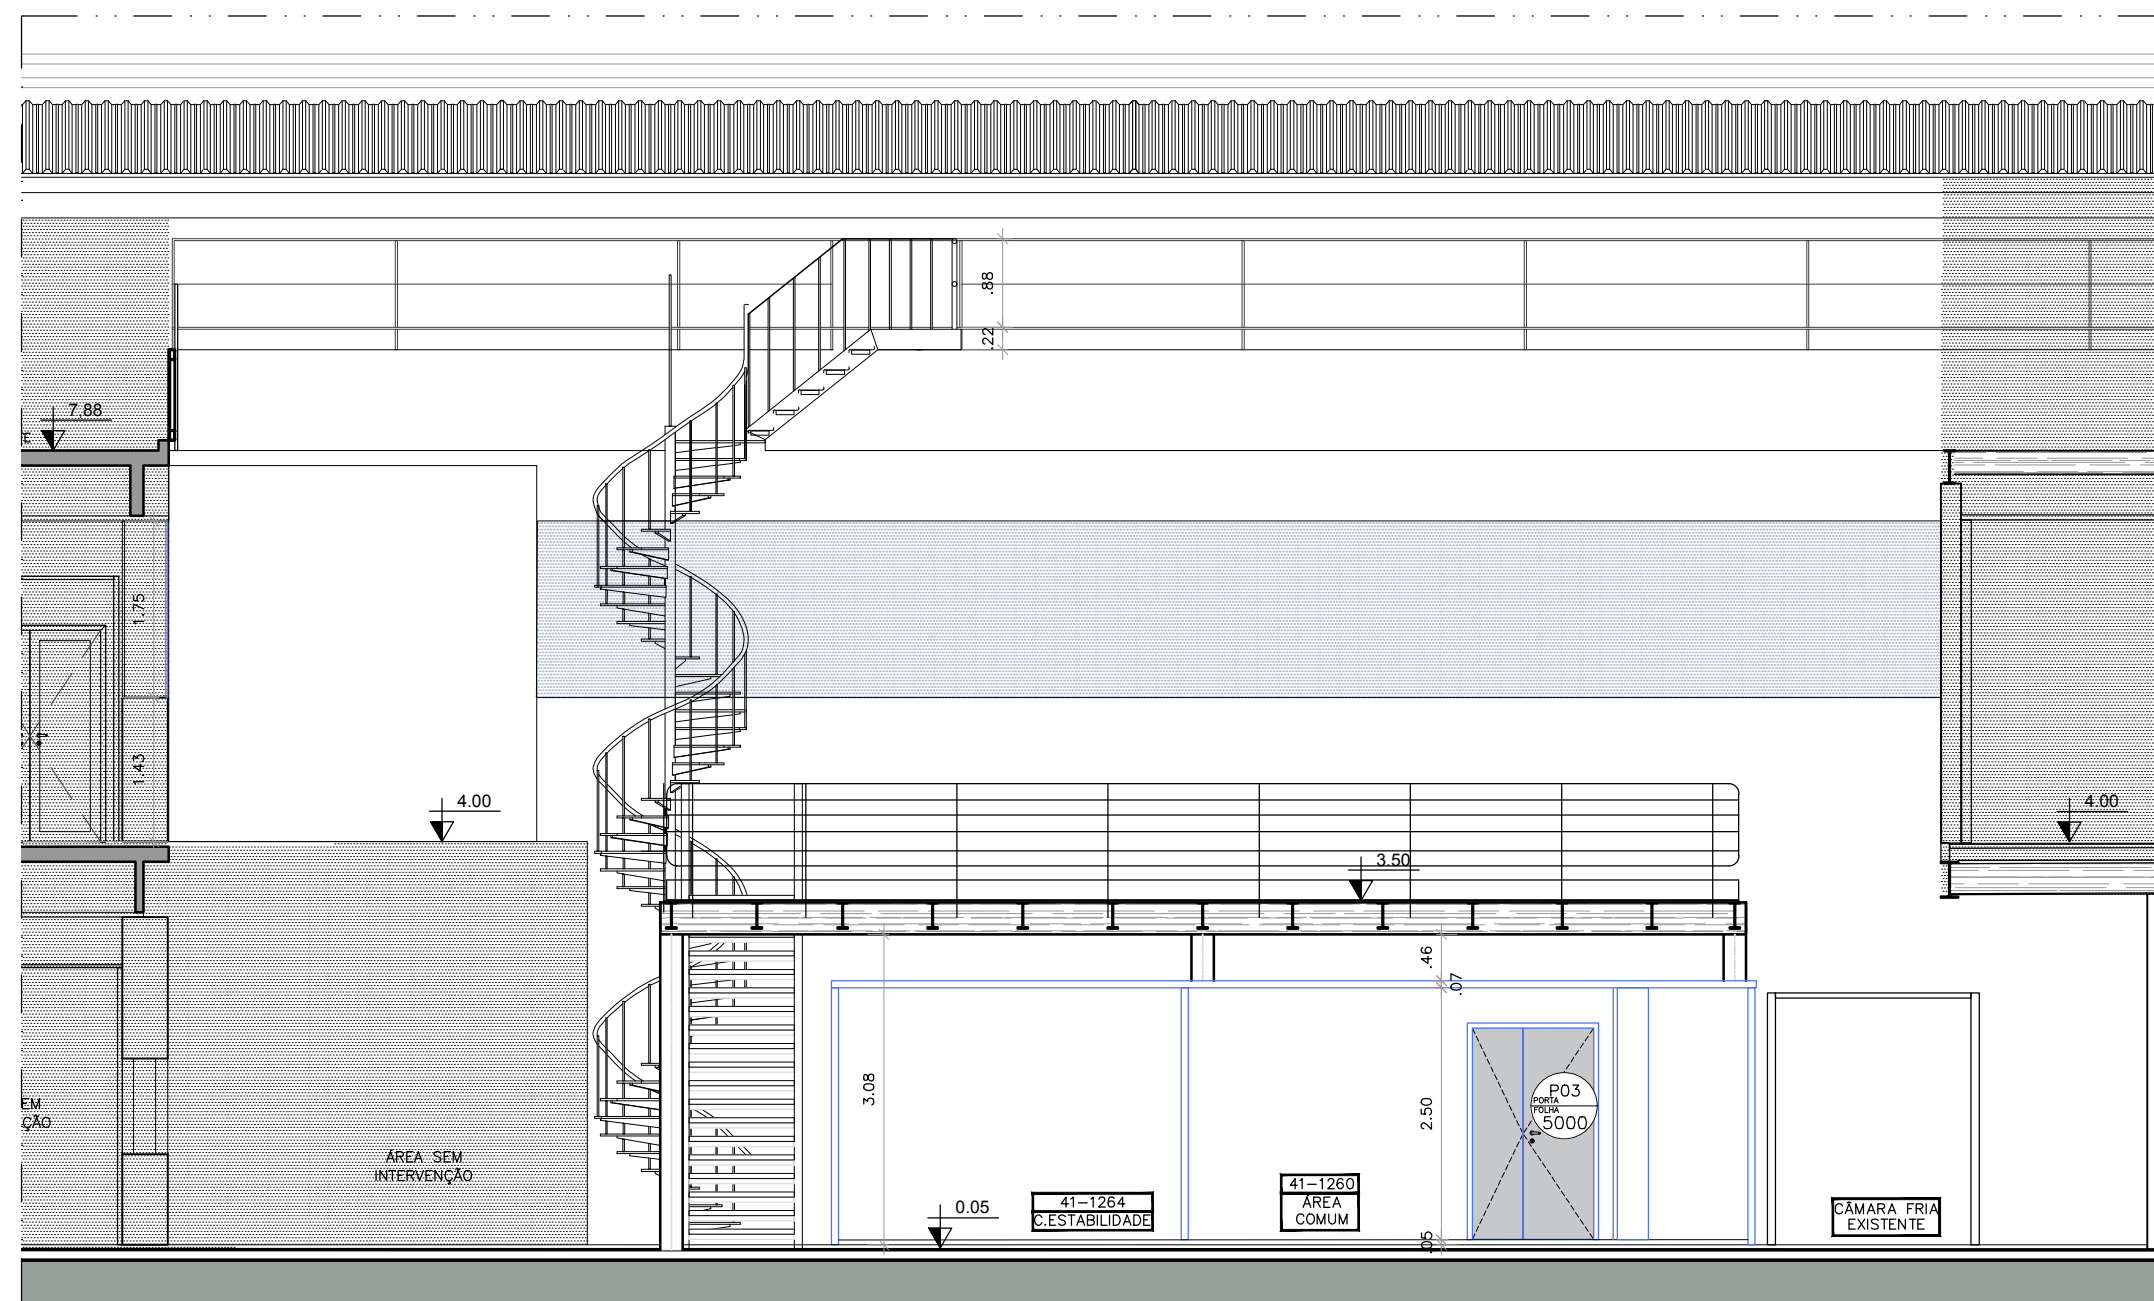 .88
.22
7,88
1.75
1.43
4.00
4.00
3.50
.46
.07
3.08
2.50
.05
P03
PORTA
FOLHA
5000
EM
ÇÃO
ÁREA SEM
INTERVENÇÃO
0.05
41-1264
C.ESTABILIDADE
41-1260
ÁREA
COMUM
CÂMARA FRIA
EXISTENTE